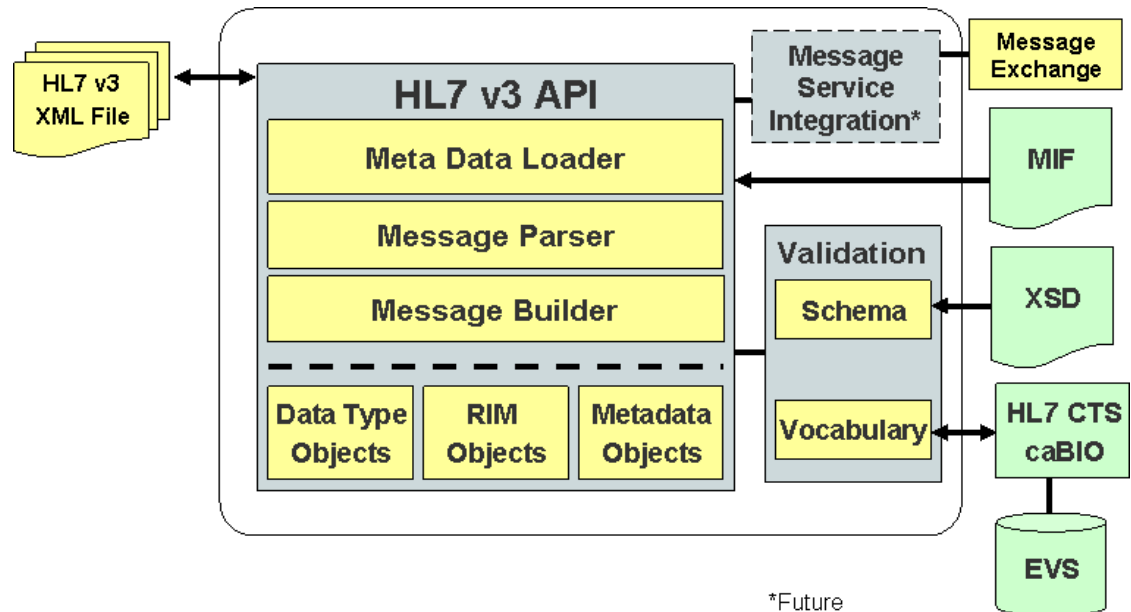 HL7 v3
XML File
HL7 v3 API
Meta Data Loader
Message Parser
Message Builder
Data Type
Objects
RIM
Objects
Metadata
Objects
Message
Service
Integration*
Message
Exchange
MIF
Validation
Schema
Vocabulary
XSD
HL7 CTS
caBIO
EVS
*Future